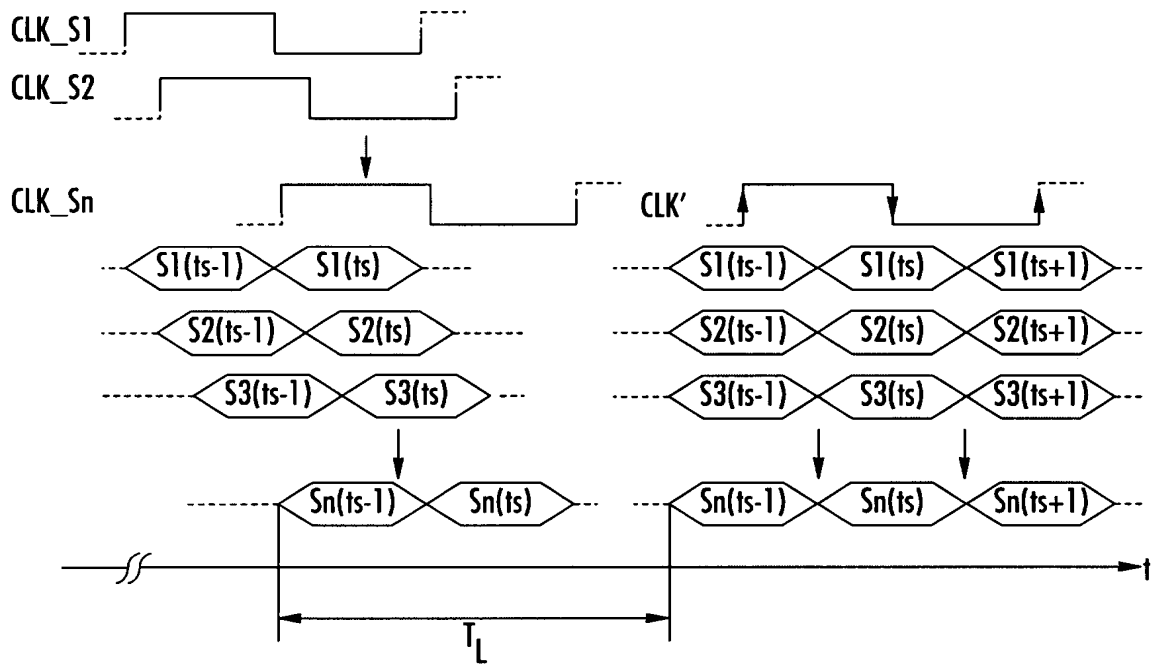 CLK_S1
CLK_S2
CLK_Sn CLK'
S1(ts-1) S1(ts) S1(ts-1) S1(ts) S1(ts+1)
S2(ts-1) S2(ts) S2(ts-1) S2(ts) S2(ts+1)
S3(ts-1) S3(ts) S3(ts-1) S3(ts) S3(ts+1)
Sn(ts-1) Sn(ts) Sn(ts-1) Sn(ts) Sn(ts+1)
t
TL